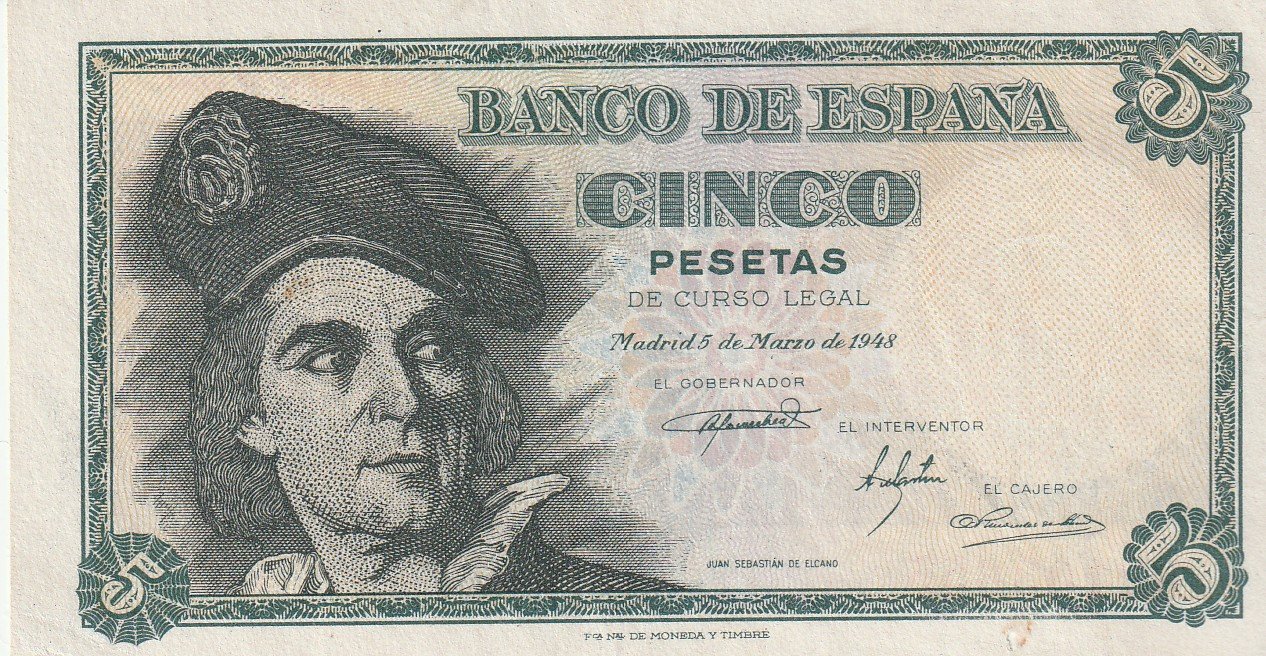 BANCO DE ESPAÑA
5
CINCO
PESETAS
DE CURSO LEGAL
Madrid 5 de Marzo de 1948
EL GOBERNADOR
EL INTERVENTOR
EL CAJERO
JUAN SEBASTIÁN DE ELCANO
5
5
Fca Nal DE MONEDA Y TIMBRE